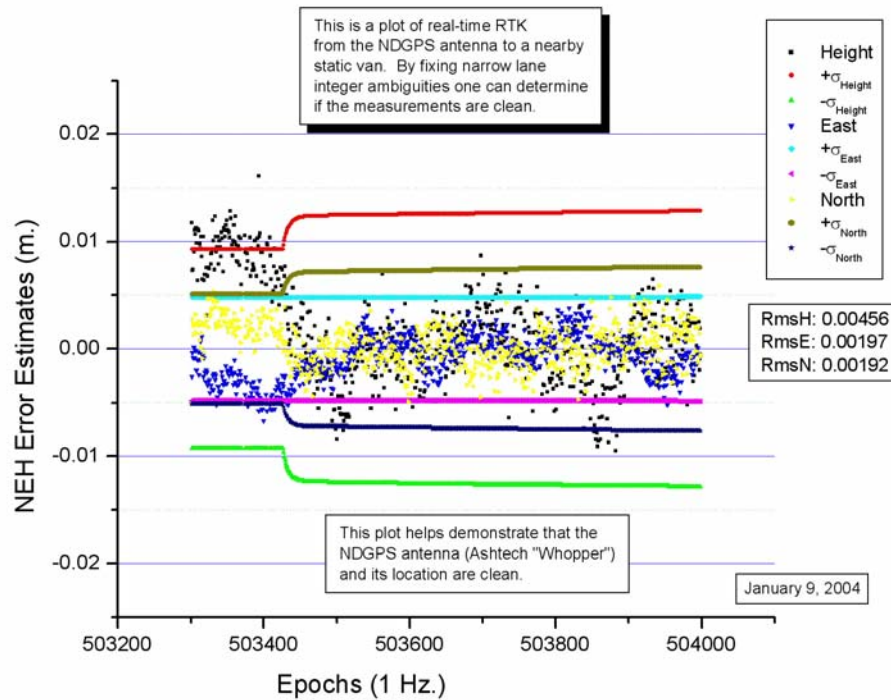 This is a plot of real-time RTK
from the NDGPS antenna to a nearby
static van. By fixing narrow lane
integer ambiguities one can determine
if the measurements are clean.
Height
+σHeight
-σHeight
East
+σEast
-σEast
North
+σNorth
-σNorth
RmsH: 0.00456
RmsE: 0.00197
RmsN: 0.00192
NEH Error Estimates (m.)
0.02
0.01
0.00
-0.01
-0.02
This plot helps demonstrate that the
NDGPS antenna (Ashtech "Whopper")
and its location are clean.
January 9, 2004
503200 503400 503600 503800 504000
Epochs (1 Hz.)